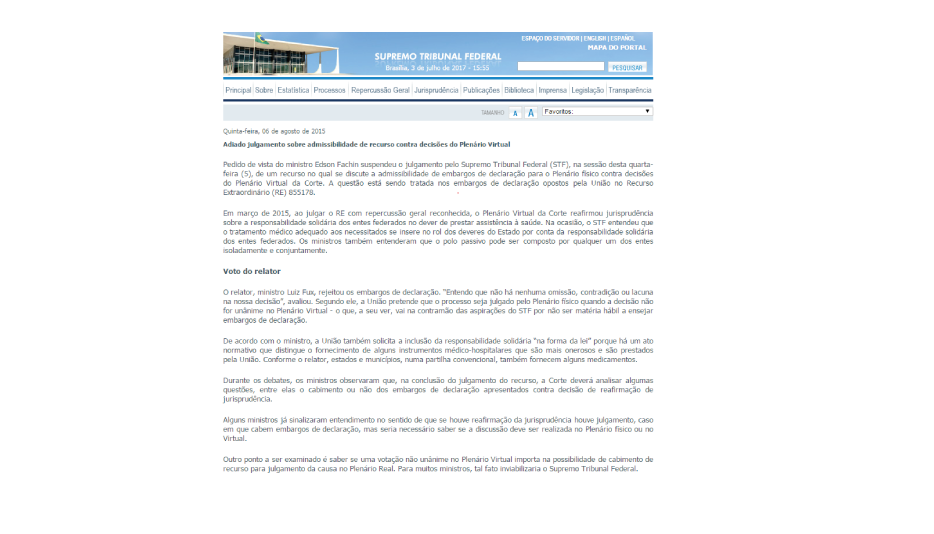 ESPAÇO DO SERVIDOR | ENGLISH | ESPAÑOL
MAPA DO PORTAL
SUPREMO TRIBUNAL FEDERAL
Brasília, 3 de julho de 2017 - 15:55
PESQUISAR
Principal Sobre Estatística Processos Repercussão Geral Jurisprudência Publicações Biblioteca Imprensa Legislação Transparência
TAMANHO A A Favoritos:
Quinta-feira, 06 de agosto de 2015
Adiado julgamento sobre admissibilidade de recurso contra decisões do Plenário Virtual
Pedido de vista do ministro Edson Fachin suspendeu o julgamento pelo Supremo Tribunal Federal (STF), na sessão desta quarta-
feira (5), de um recurso no qual se discute a admissibilidade de embargos de declaração para o Plenário físico contra decisões
do Plenário Virtual da Corte. A questão está sendo tratada nos embargos de declaração opostos pela União no Recurso
Extraordinário (RE) 855178.
Em março de 2015, ao julgar o RE com repercussão geral reconhecida, o Plenário Virtual da Corte reafirmou jurisprudência
sobre a responsabilidade solidária dos entes federados no dever de prestar assistência à saúde. Na ocasião, o STF entendeu que
o tratamento médico adequado aos necessitados se insere no rol dos deveres do Estado por conta da responsabilidade solidária
dos entes federados. Os ministros também entenderam que o polo passivo pode ser composto por qualquer um dos entes
isoladamente e conjuntamente.
Voto do relator
O relator, ministro Luiz Fux, rejeitou os embargos de declaração. "Entendo que não há nenhuma omissão, contradição ou lacuna
na nossa decisão", avaliou. Segundo ele, a União pretende que o processo seja julgado pelo Plenário físico quando a decisão não
for unânime no Plenário Virtual - o que, a seu ver, vai na contramão das aspirações do STF por não ser matéria hábil a ensejar
embargos de declaração.
De acordo com o ministro, a União também solicita a inclusão da responsabilidade solidária "na forma da lei" porque há um ato
normativo que distingue o fornecimento de alguns instrumentos médico-hospitalares que são mais onerosos e são prestados
pela União. Conforme o relator, estados e municípios, numa partilha convencional, também fornecem alguns medicamentos.
Durante os debates, os ministros observaram que, na conclusão do julgamento do recurso, a Corte deverá analisar algumas
questões, entre elas o cabimento ou não dos embargos de declaração apresentados contra decisão de reafirmação de
jurisprudência.
Alguns ministros já sinalizaram entendimento no sentido de que se houve reafirmação da jurisprudência houve julgamento, caso
em que cabem embargos de declaração, mas seria necessário saber se a discussão deve ser realizada no Plenário físico ou no
Virtual.
Outro ponto a ser examinado é saber se uma votação não unânime no Plenário Virtual importa na possibilidade de cabimento de
recurso para julgamento da causa no Plenário Real. Para muitos ministros, tal fato inviabilizaria o Supremo Tribunal Federal.